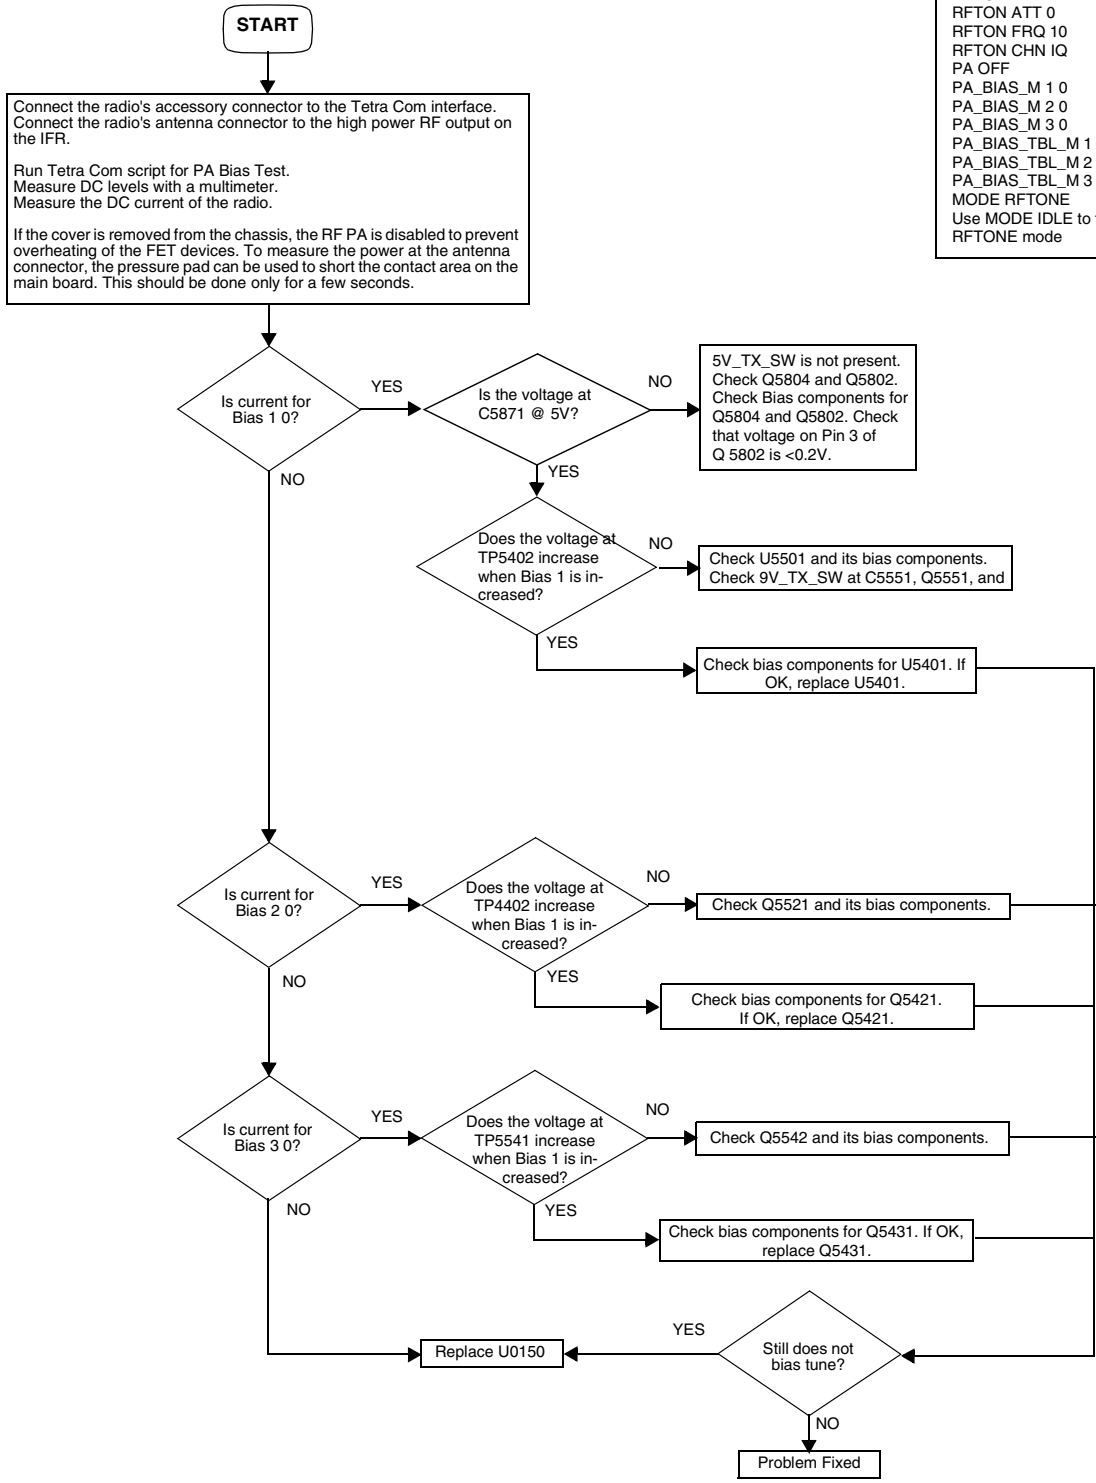 START
Connect the radio's accessory connector to the Tetra Com interface.
Connect the radio's antenna connector to the high power RF output on
the IFR.
Run Tetra Com script for PA Bias Test.
Measure DC levels with a multimeter.
Measure the DC current of the radio.
If the cover is removed from the chassis, the RF PA is disabled to prevent
overheating of the FET devices. To measure the power at the antenna
connector, the pressure pad can be used to short the contact area on the
main board. This should be done only for a few seconds.
RFTON ATT 0
RFTON FRQ 10
RFTON CHN IQ
PA OFF
PA_BIAS_M 1 0
PA_BIAS_M 2 0
PA_BIAS_M 3 0
PA_BIAS_TBL_M 1
PA_BIAS_TBL_M 2
PA_BIAS_TBL_M 3
MODE RFTONE
Use MODE IDLE to
RFTONE mode
Is current for
Bias 1 0?
YES
NO
Is the voltage at
C5871 @ 5V?
NO
YES
5V_TX_SW is not present.
Check Q5804 and Q5802.
Check Bias components for
Q5804 and Q5802. Check
that voltage on Pin 3 of
Q 5802 is <0.2V.
Does the voltage at
TP5402 increase
when Bias 1 is in-
creased?
NO
YES
Check U5501 and its bias components.
Check 9V_TX_SW at C5551, Q5551, and
Check bias components for U5401. If
OK, replace U5401.
Is current for
Bias 2 0?
YES
NO
Does the voltage at
TP4402 increase
when Bias 1 is in-
creased?
NO
YES
Check Q5521 and its bias components.
Check bias components for Q5421.
If OK, replace Q5421.
Is current for
Bias 3 0?
YES
NO
Does the voltage at
TP5541 increase
when Bias 1 is in-
creased?
NO
YES
Check Q5542 and its bias components.
Check bias components for Q5431. If OK,
replace Q5431.
Replace U0150
YES
Still does not
bias tune?
NO
Problem Fixed